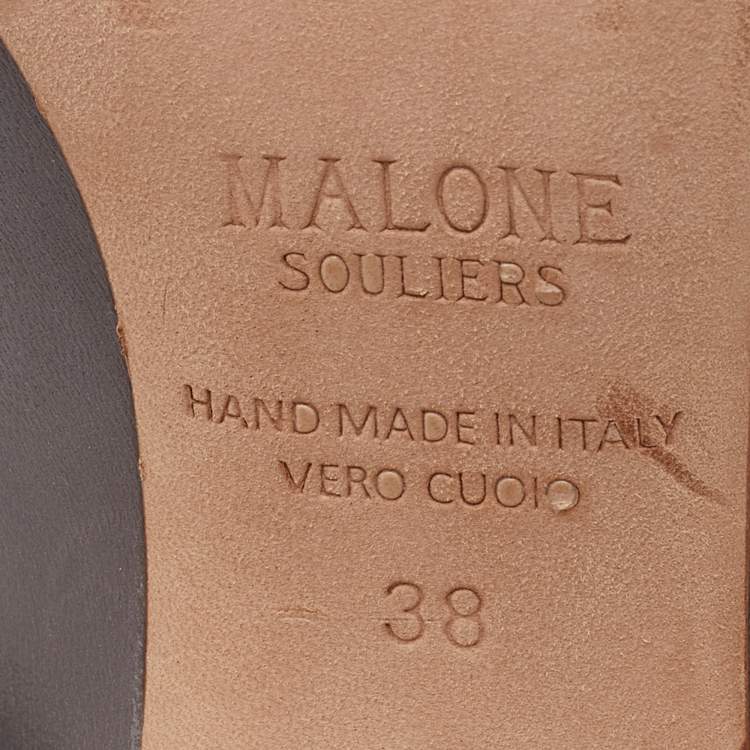 MALONE
SOULIERS
HAND MADE IN ITALY
VERO CUOIO
38